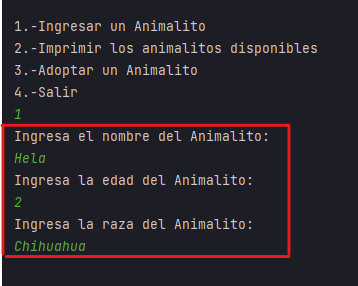 1.-Ingresar un Animalito
2.-Imprimir los animalitos disponibles
3.-Adoptar un Animalito
4.-Salir
1
Ingresa el nombre del Animalito:
Hela
Ingresa la edad del Animalito:
2
Ingresa la raza del Animalito:
Chihuahua